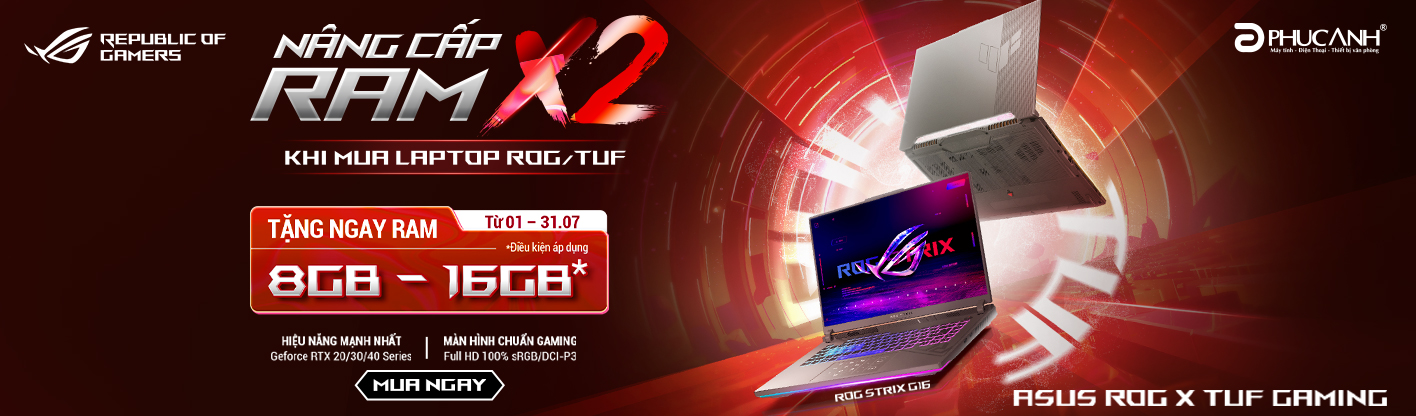 REPUBLIC OF
GAMERS
NÂNG CẤP
RAM X2
KHI MUA LAPTOP ROG/TUF
TẶNG NGAY RAM
Từ 01 – 31.07
*Điều kiện áp dụng
8GB – 16GB*
HIỆU NĂNG MẠNH NHẤT
Geforce RTX 20/30/40 Series
MÀN HÌNH CHUẨN GAMING
Full HD 100% sRGB/DCI-P3
MUA NGAY
PHUCANH®
Máy tính - Điện Thoại - Thiết bị văn phòng
ROG STRIX
TUF
ROG STRIX G16
ASUS ROG X TUF GAMING